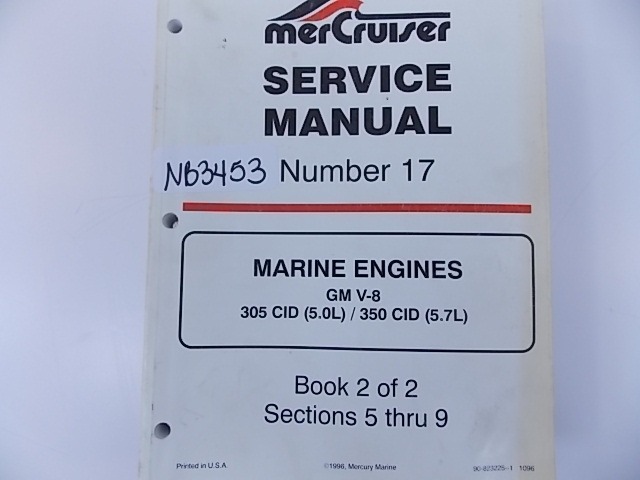 merCruiser
SERVICE
MANUAL
NB3453 Number 17
MARINE ENGINES
GM V-8
305 CID (5.0L) / 350 CID (5.7L)
Book 2 of 2
Sections 5 thru 9
Printed in U.S.A. ©1996, Mercury Marine 90-823225--1 1096